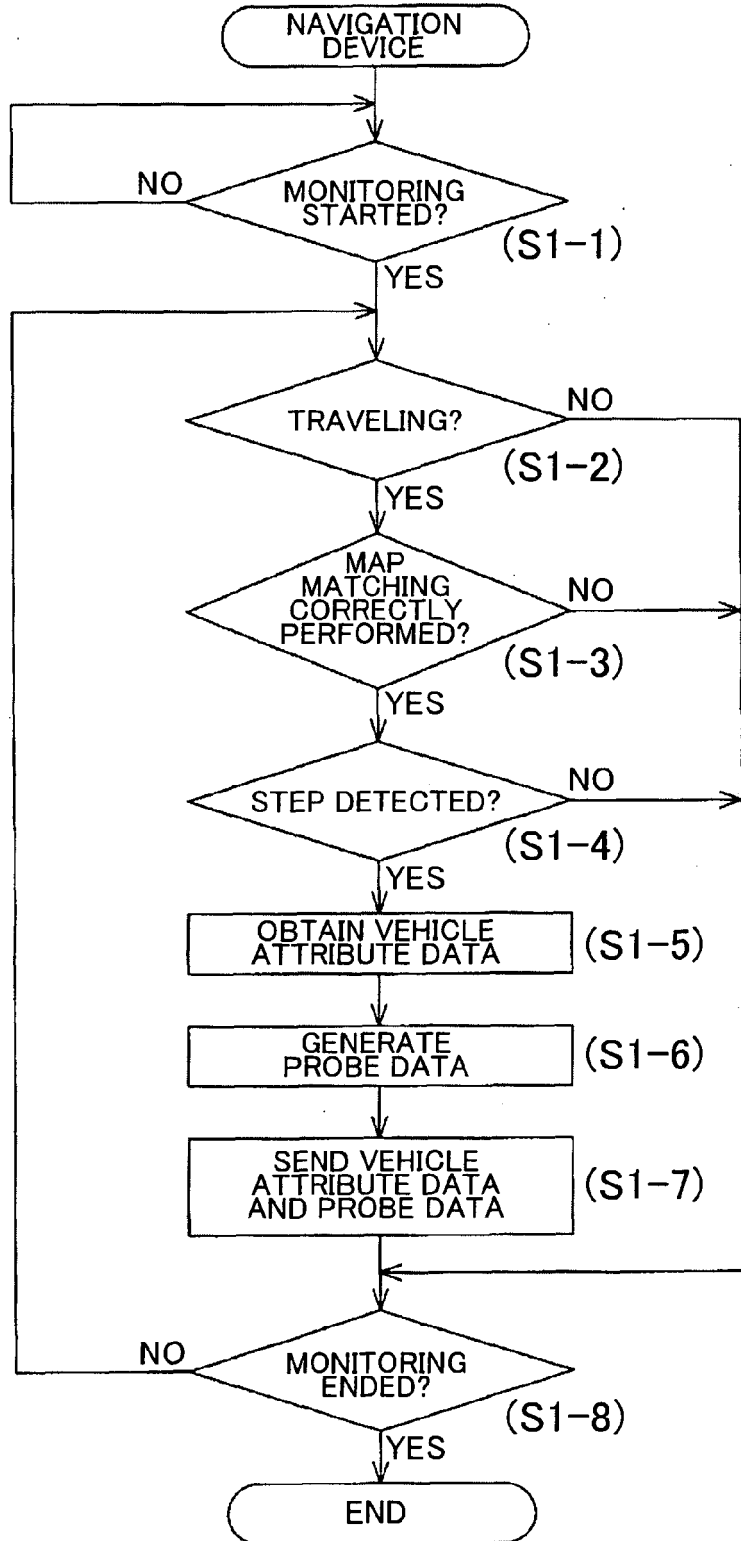 NAVIGATION
DEVICE
NO
MONITORING
STARTED?
(S1-1)
YES
TRAVELING?
NO
(S1-2)
YES
MAP
MATCHING
CORRECTLY
PERFORMED?
NO
(S1-3)
YES
STEP DETECTED?
NO
(S1-4)
YES
OBTAIN VEHICLE
ATTRIBUTE DATA
(S1-5)
GENERATE
PROBE DATA
(S1-6)
SEND VEHICLE
ATTRIBUTE DATA
AND PROBE DATA
(S1-7)
NO
MONITORING
ENDED?
(S1-8)
YES
END